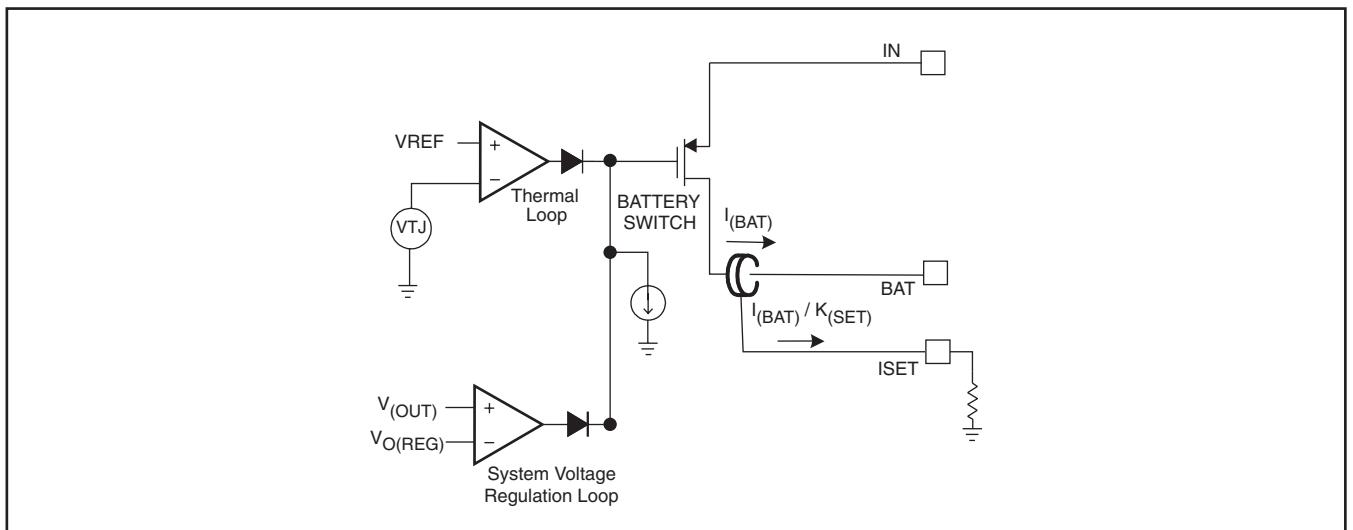 IN
VREF
+
−
Thermal
Loop
BATTERY
SWITCH
VTJ
I(BAT)
BAT
I(BAT) / K(SET)
ISET
V(OUT)
+
VO(REG)
−
System Voltage
Regulation Loop